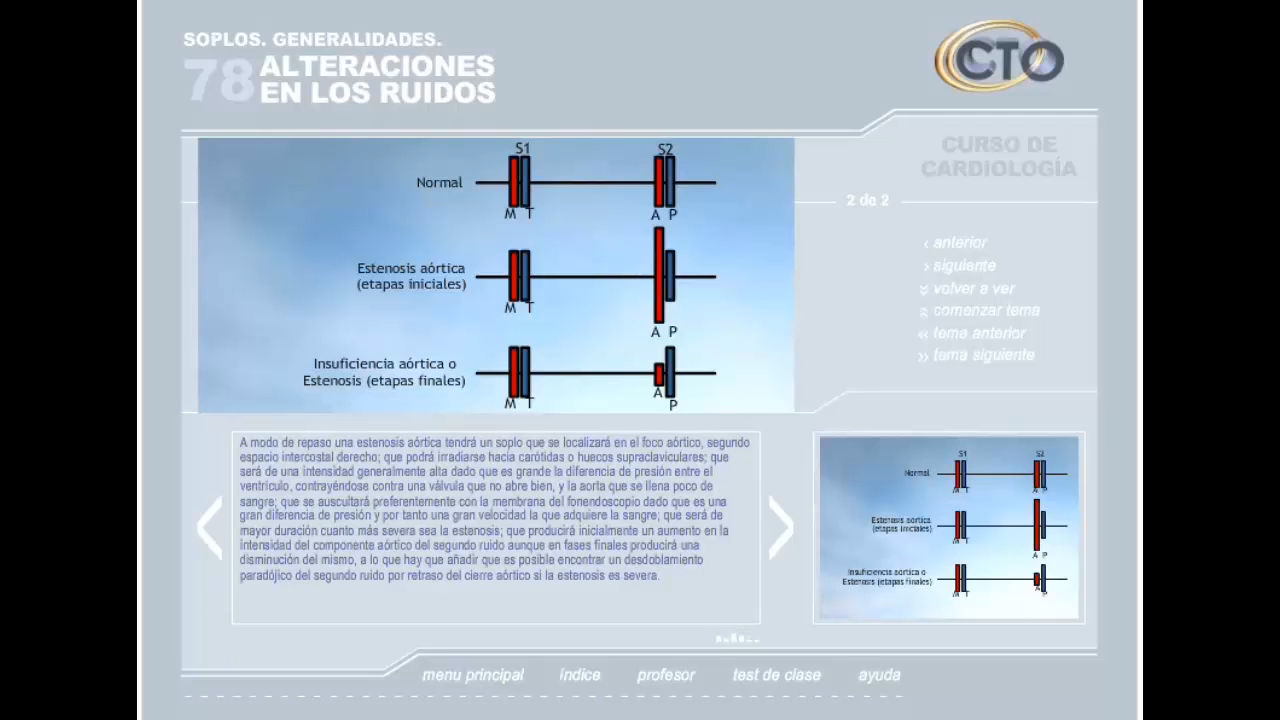 SOPLOS. GENERALIDADES.
78 ALTERACIONES
EN LOS RUIDOS
CTO
CURSO DE
CARDIOLOGÍA
2 de 2
‹ anterior
› siguiente
volver a ver
comenzar tema
‹‹ tema anterior
›› tema siguiente
S1 S2
Normal
M T A P
Estenosis aórtica
(etapas iniciales)
M T
A P
Insuficiencia aórtica o
Estenosis (etapas finales)
A
M T P
A modo de repaso una estenosis aórtica tendrá un soplo que se localizará en el foco aórtico, segundo
espacio intercostal derecho; que podrá irradiarse hacia carótidas o huecos supraclaviculares; que
será de una intensidad generalmente alta dado que es grande la diferencia de presión entre el
ventrículo, contrayéndose contra una válvula que no abre bien, y la aorta que se llena poco de
sangre; que se auscultará preferentemente con la membrana del fonendoscopio dado que es una
gran diferencia de presión y por tanto una gran velocidad la que adquiere la sangre; que será de
mayor duración cuanto más severa sea la estenosis; que producirá inicialmente un aumento en la
intensidad del componente aórtico del segundo ruido aunque en fases finales producirá una
disminución del mismo, a lo que hay que añadir que es posible encontrar un desdoblamiento
paradójico del segundo ruido por retraso del cierre aórtico si la estenosis es severa.
S1 S2
Normal
M T A P
Estenosis aórtica
(etapas iniciales)
M T
A P
Insuficiencia aórtica o
Estenosis (etapas finales)
A
M T P
menu principal índice profesor test de clase ayuda